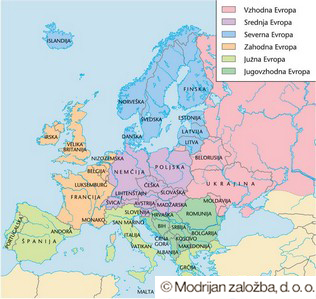 Vzhodna Evropa
Srednja Evropa
Severna Evropa
Zahodna Evropa
Južna Evropa
Jugovzhodna Evropa
ISLANDIJA
FINSKA
NORVEŠKA
ŠVEDSKA
ESTONIJA
LATVIJA
LITVA
DANSKA
IRSKA
VELIKA
BRITANIJA
NIZOZEMSKA
BELORUSIJA
BELGIJA
NEMČIJA
POLJSKA
LUKSEMBURG
ČEŠKA
UKRAJINA
LIHTENŠTAJN
SLOVAŠKA
FRANCIJA
ŠVICA
AVSTRIJA
MADŽARSKA
MOLDAVIJA
SLOVENIJA
HRVAŠKA
ROMUNIJA
MONAKO
SAN MARINO
BIH
SRBIJA
ANDORA
ITALIJA
ČRNA
GORA
KOSOVO
BOLGARIJA
PORTUGALSKA
ŠPANIJA
VATIKAN
MAKEDONIJA
ALBANIJA
GRČIJA
MALTA
© Modrijan založba, d. o. o.